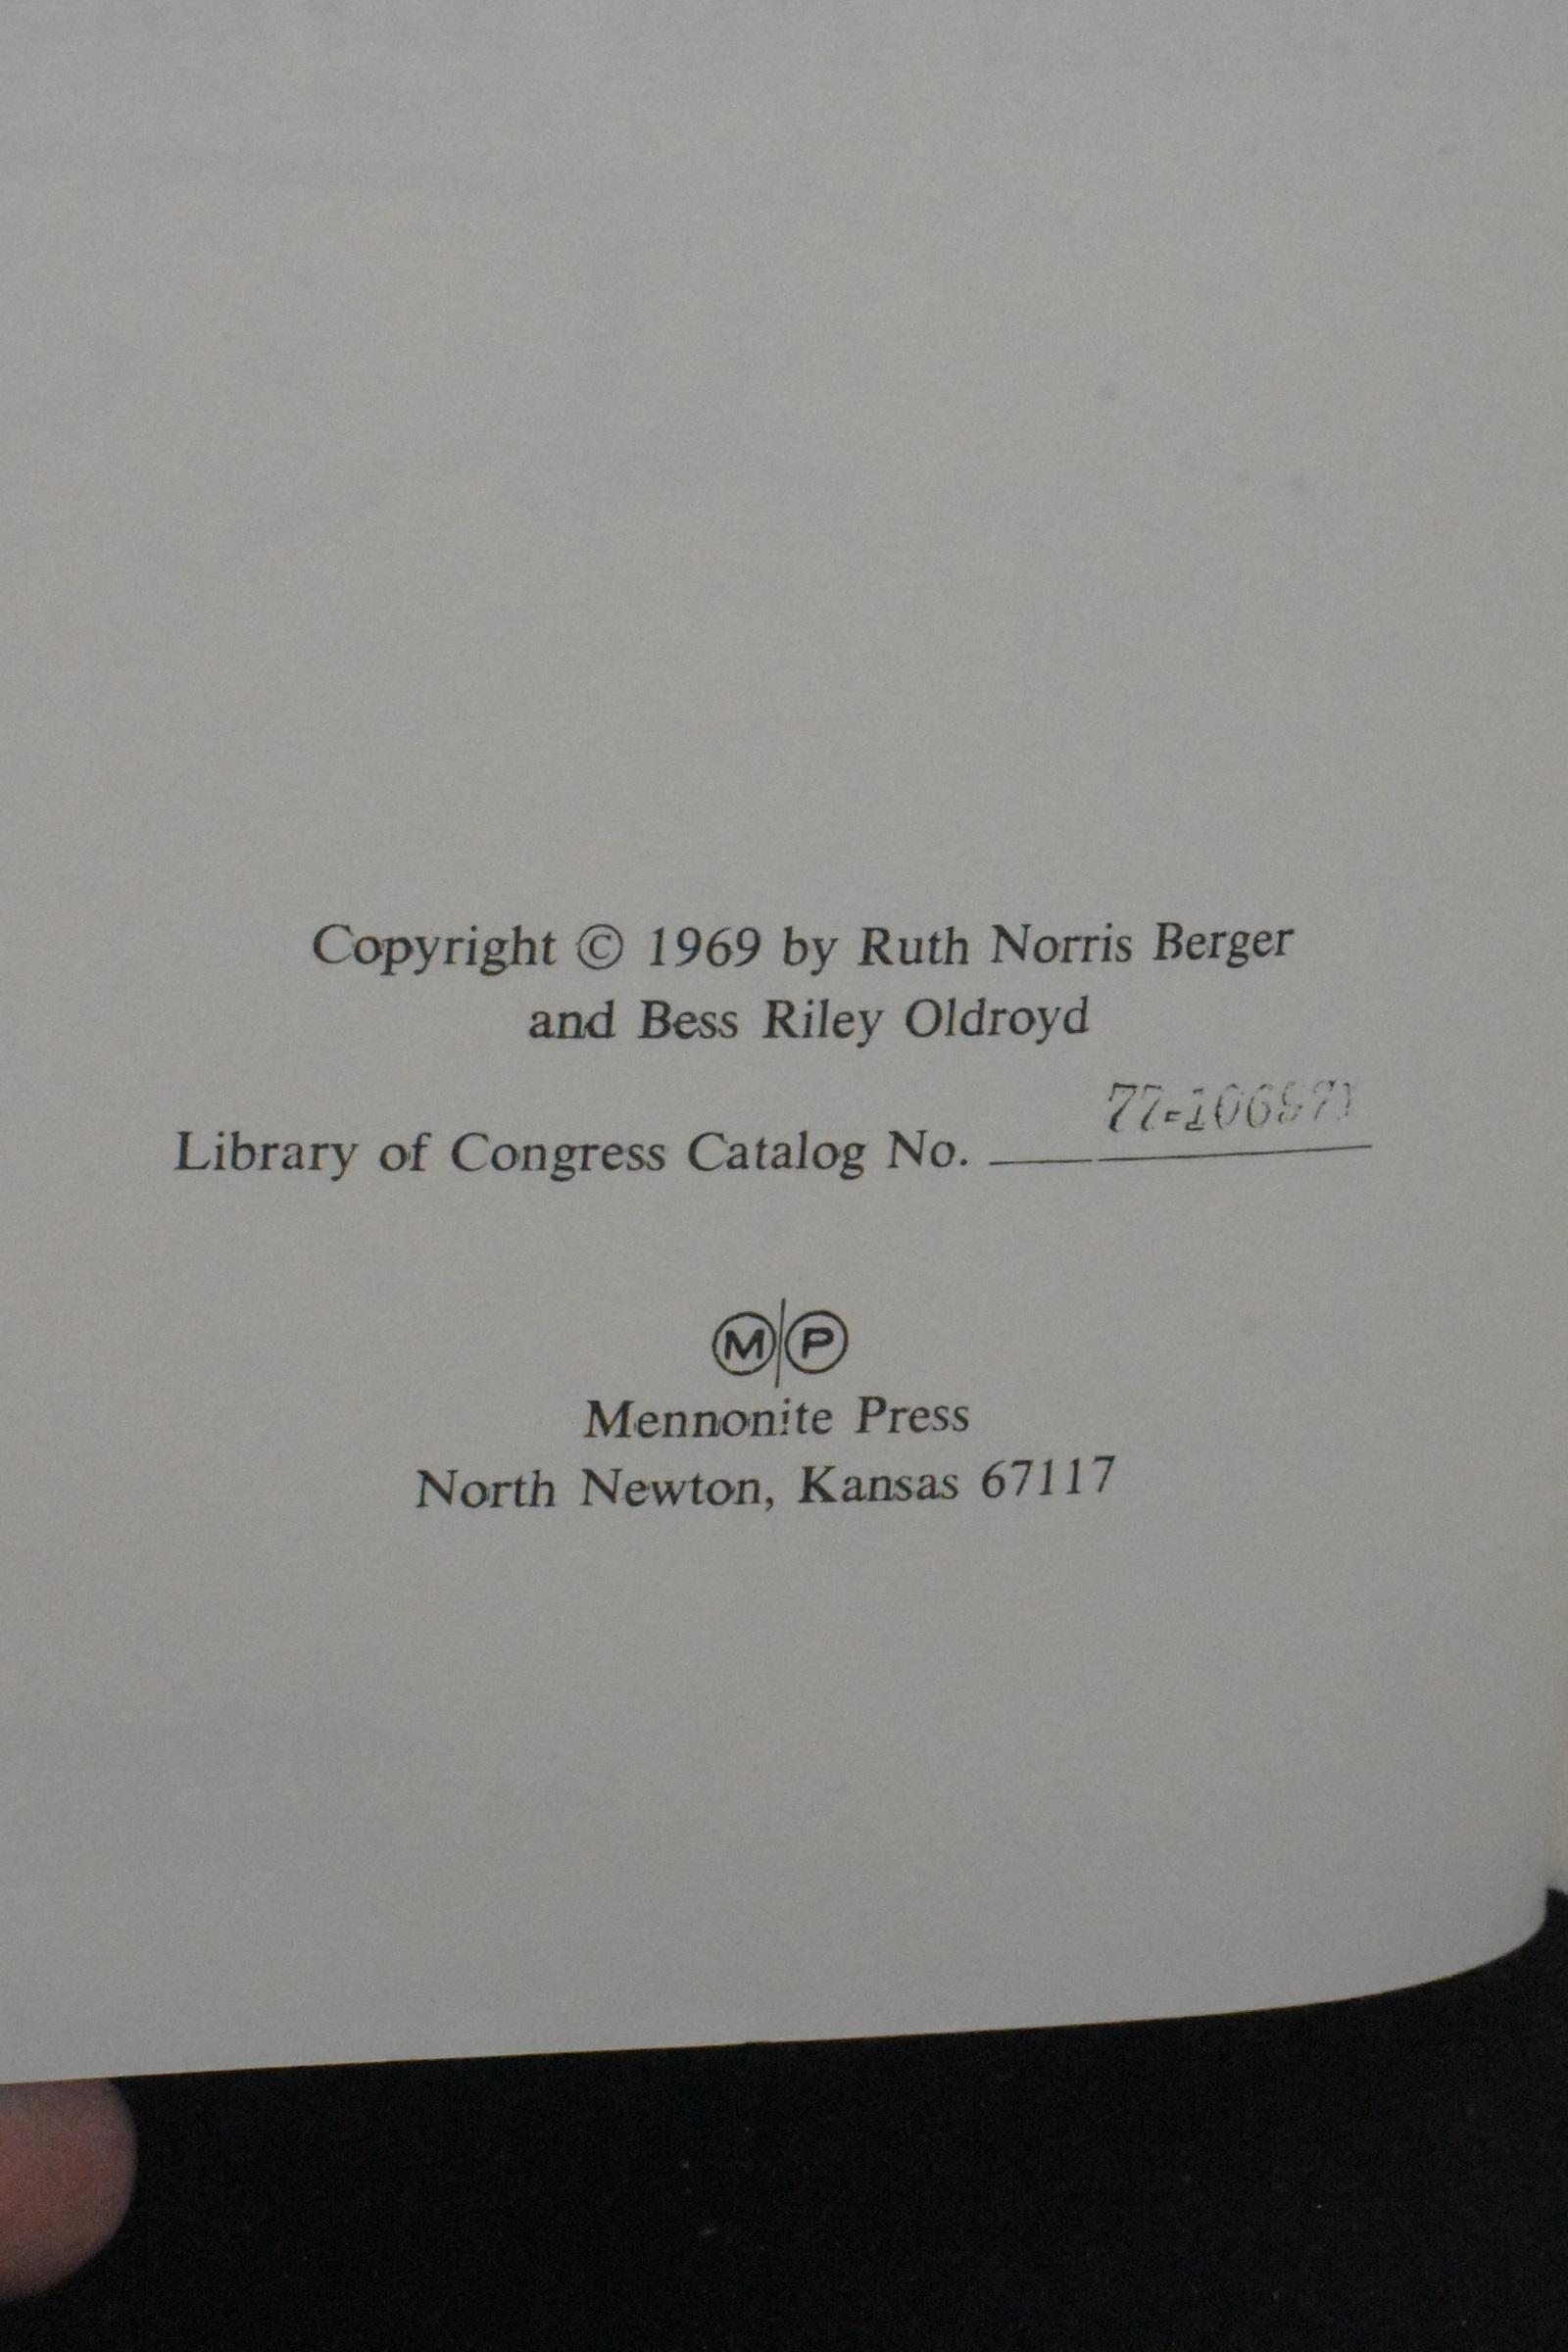 Copyright © 1969 by Ruth Norris Berger
and Bess Riley Oldroyd
Library of Congress Catalog No.
M P
Mennonite Press
North Newton, Kansas 67117